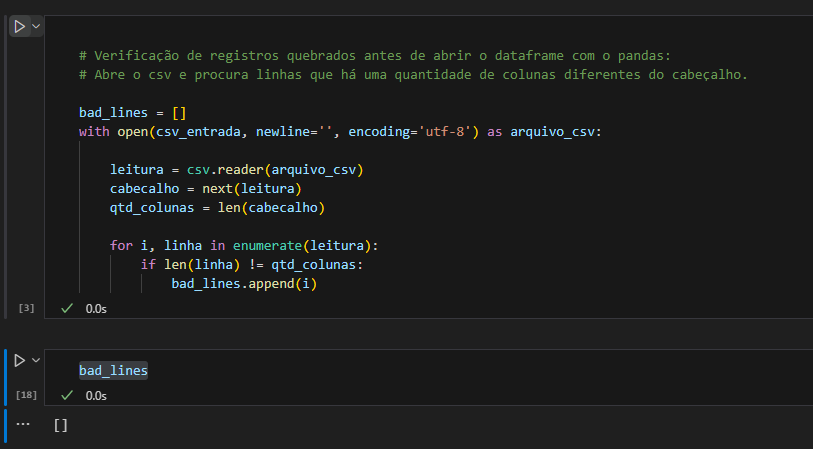 # Verificação de registros quebrados antes de abrir o dataframe com o pandas:
# Abre o csv e procura linhas que há uma quantidade de colunas diferentes do cabeçalho.
bad_lines = []
with open(csv_entrada, newline='', encoding='utf-8') as arquivo_csv:
leitura = csv.reader(arquivo_csv)
cabecalho = next(leitura)
qtd_colunas = len(cabecalho)
for i, linha in enumerate(leitura):
if len(linha) != qtd_colunas:
bad_lines.append(i)
[3] 0.0s
bad_lines
[18] 0.0s
... []